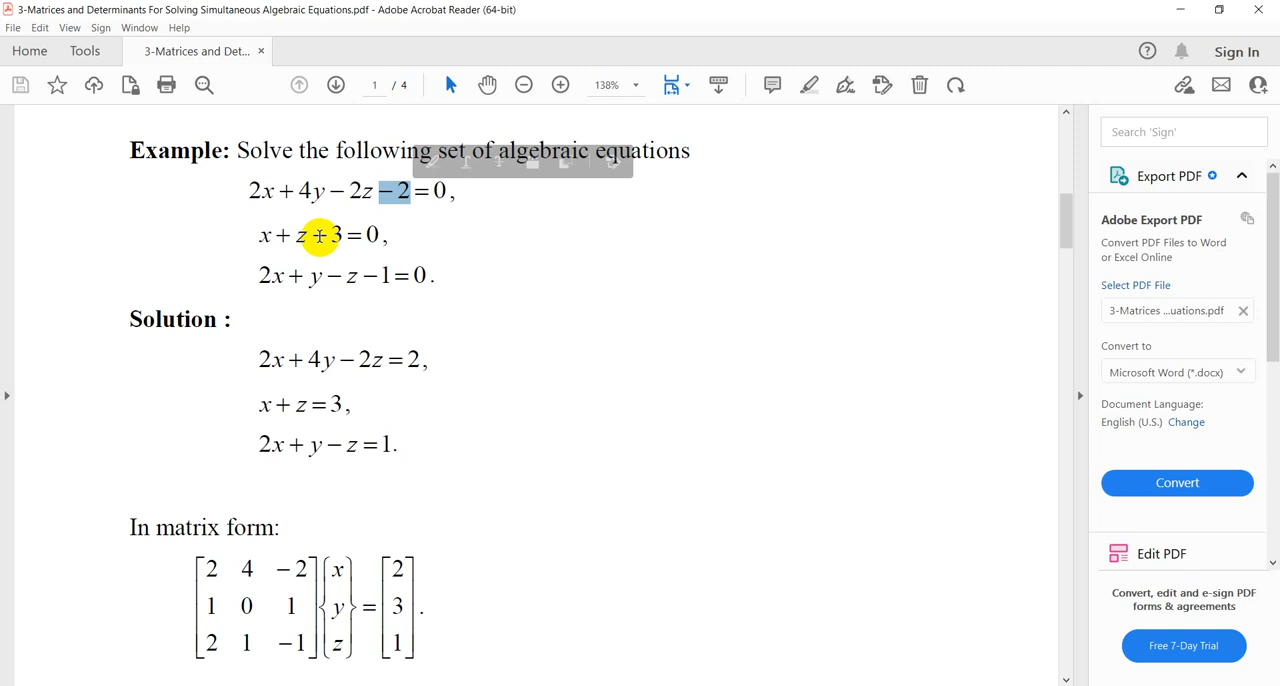 3-Matrices and Determinants For Solving Simultaneous Algebraic Equations.pdf - Adobe Acrobat Reader (64-bit)
File Edit View Sign Window Help
Home Tools 3-Matrices and Det... × Sign In
1 / 4 138%
Example: Solve the following set of algebraic equations
2x + 4y − 2z − 2 = 0,
x + z + 3 = 0,
2x + y − z − 1 = 0.
Solution :
2x + 4y − 2z = 2,
x + z = 3,
2x + y − z = 1.
In matrix form:
[2 4 −2] {x} [2]
[1 0 1] {y} = [3] .
[2 1 −1] {z} [1]
Search 'Sign'
Export PDF
Adobe Export PDF
Convert PDF Files to Word
or Excel Online
Select PDF File
3-Matrices ...uations.pdf
Convert to
Microsoft Word (*.docx)
Document Language:
English (U.S.) Change
Convert
Edit PDF
Convert, edit and e-sign PDF
forms & agreements
Free 7-Day Trial